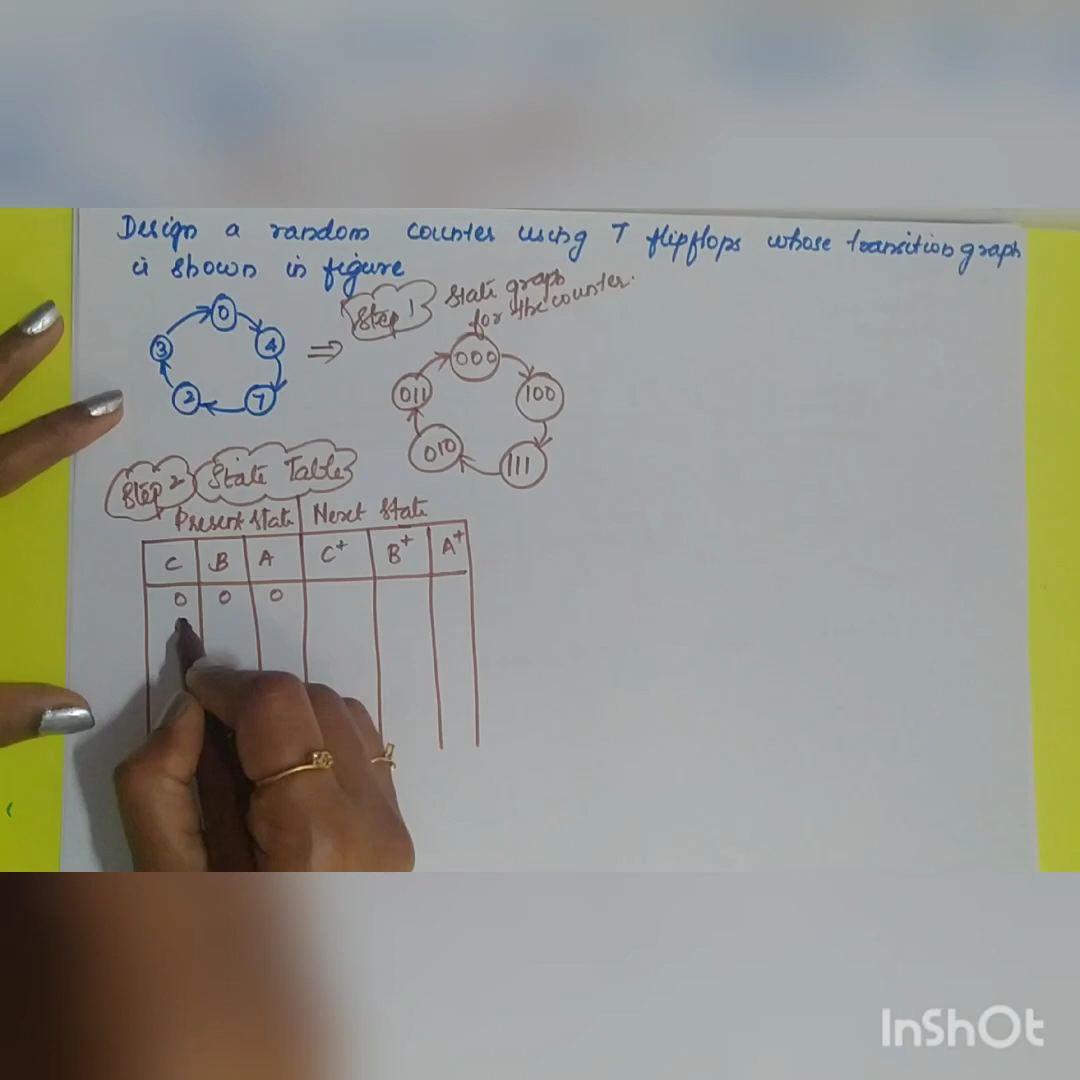 Design a random counter using T flipflops whose transition graph
is shown in figure
0
4
7
2
3
⇒
Step 1
State graph
for the counter.
000
100
111
010
011
Step 2
State Table
Present state
Next state
C B A C+ B+ A+
0 0 0
InShOt